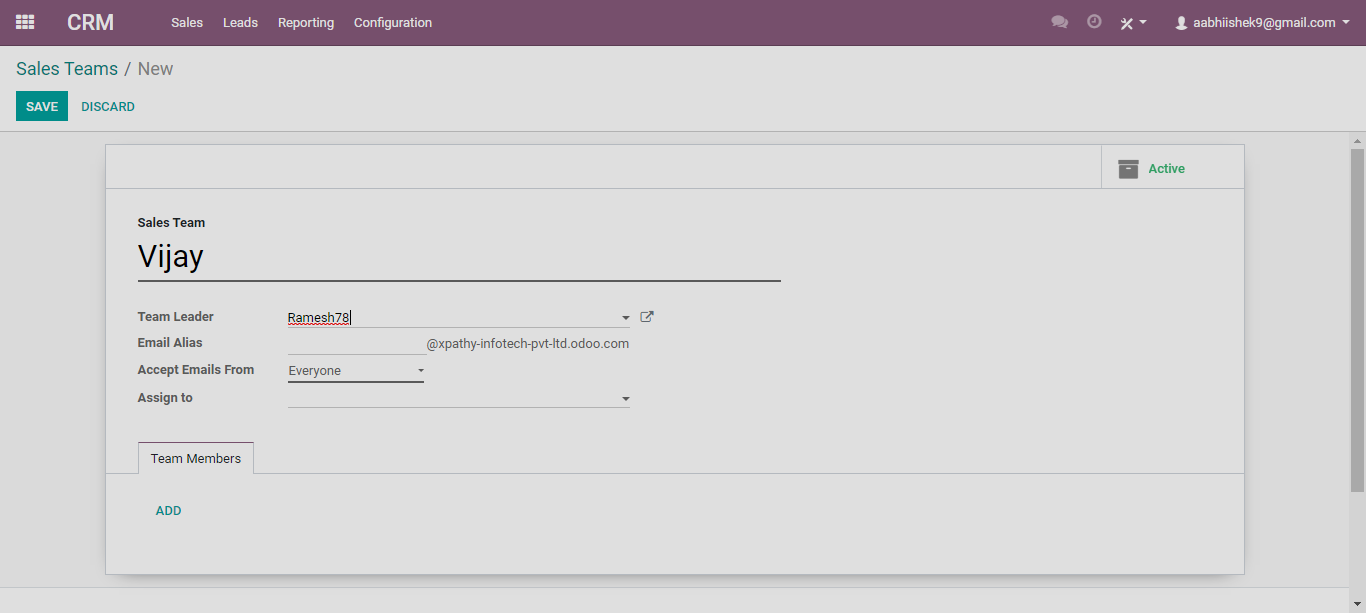 CRM Sales Leads Reporting Configuration aabhiishek9@gmail.com
Sales Teams / New
SAVE DISCARD
Active
Sales Team
Vijay
Team Leader Ramesh78
Email Alias @xpathy-infotech-pvt-ltd.odoo.com
Accept Emails From Everyone
Assign to
Team Members
ADD